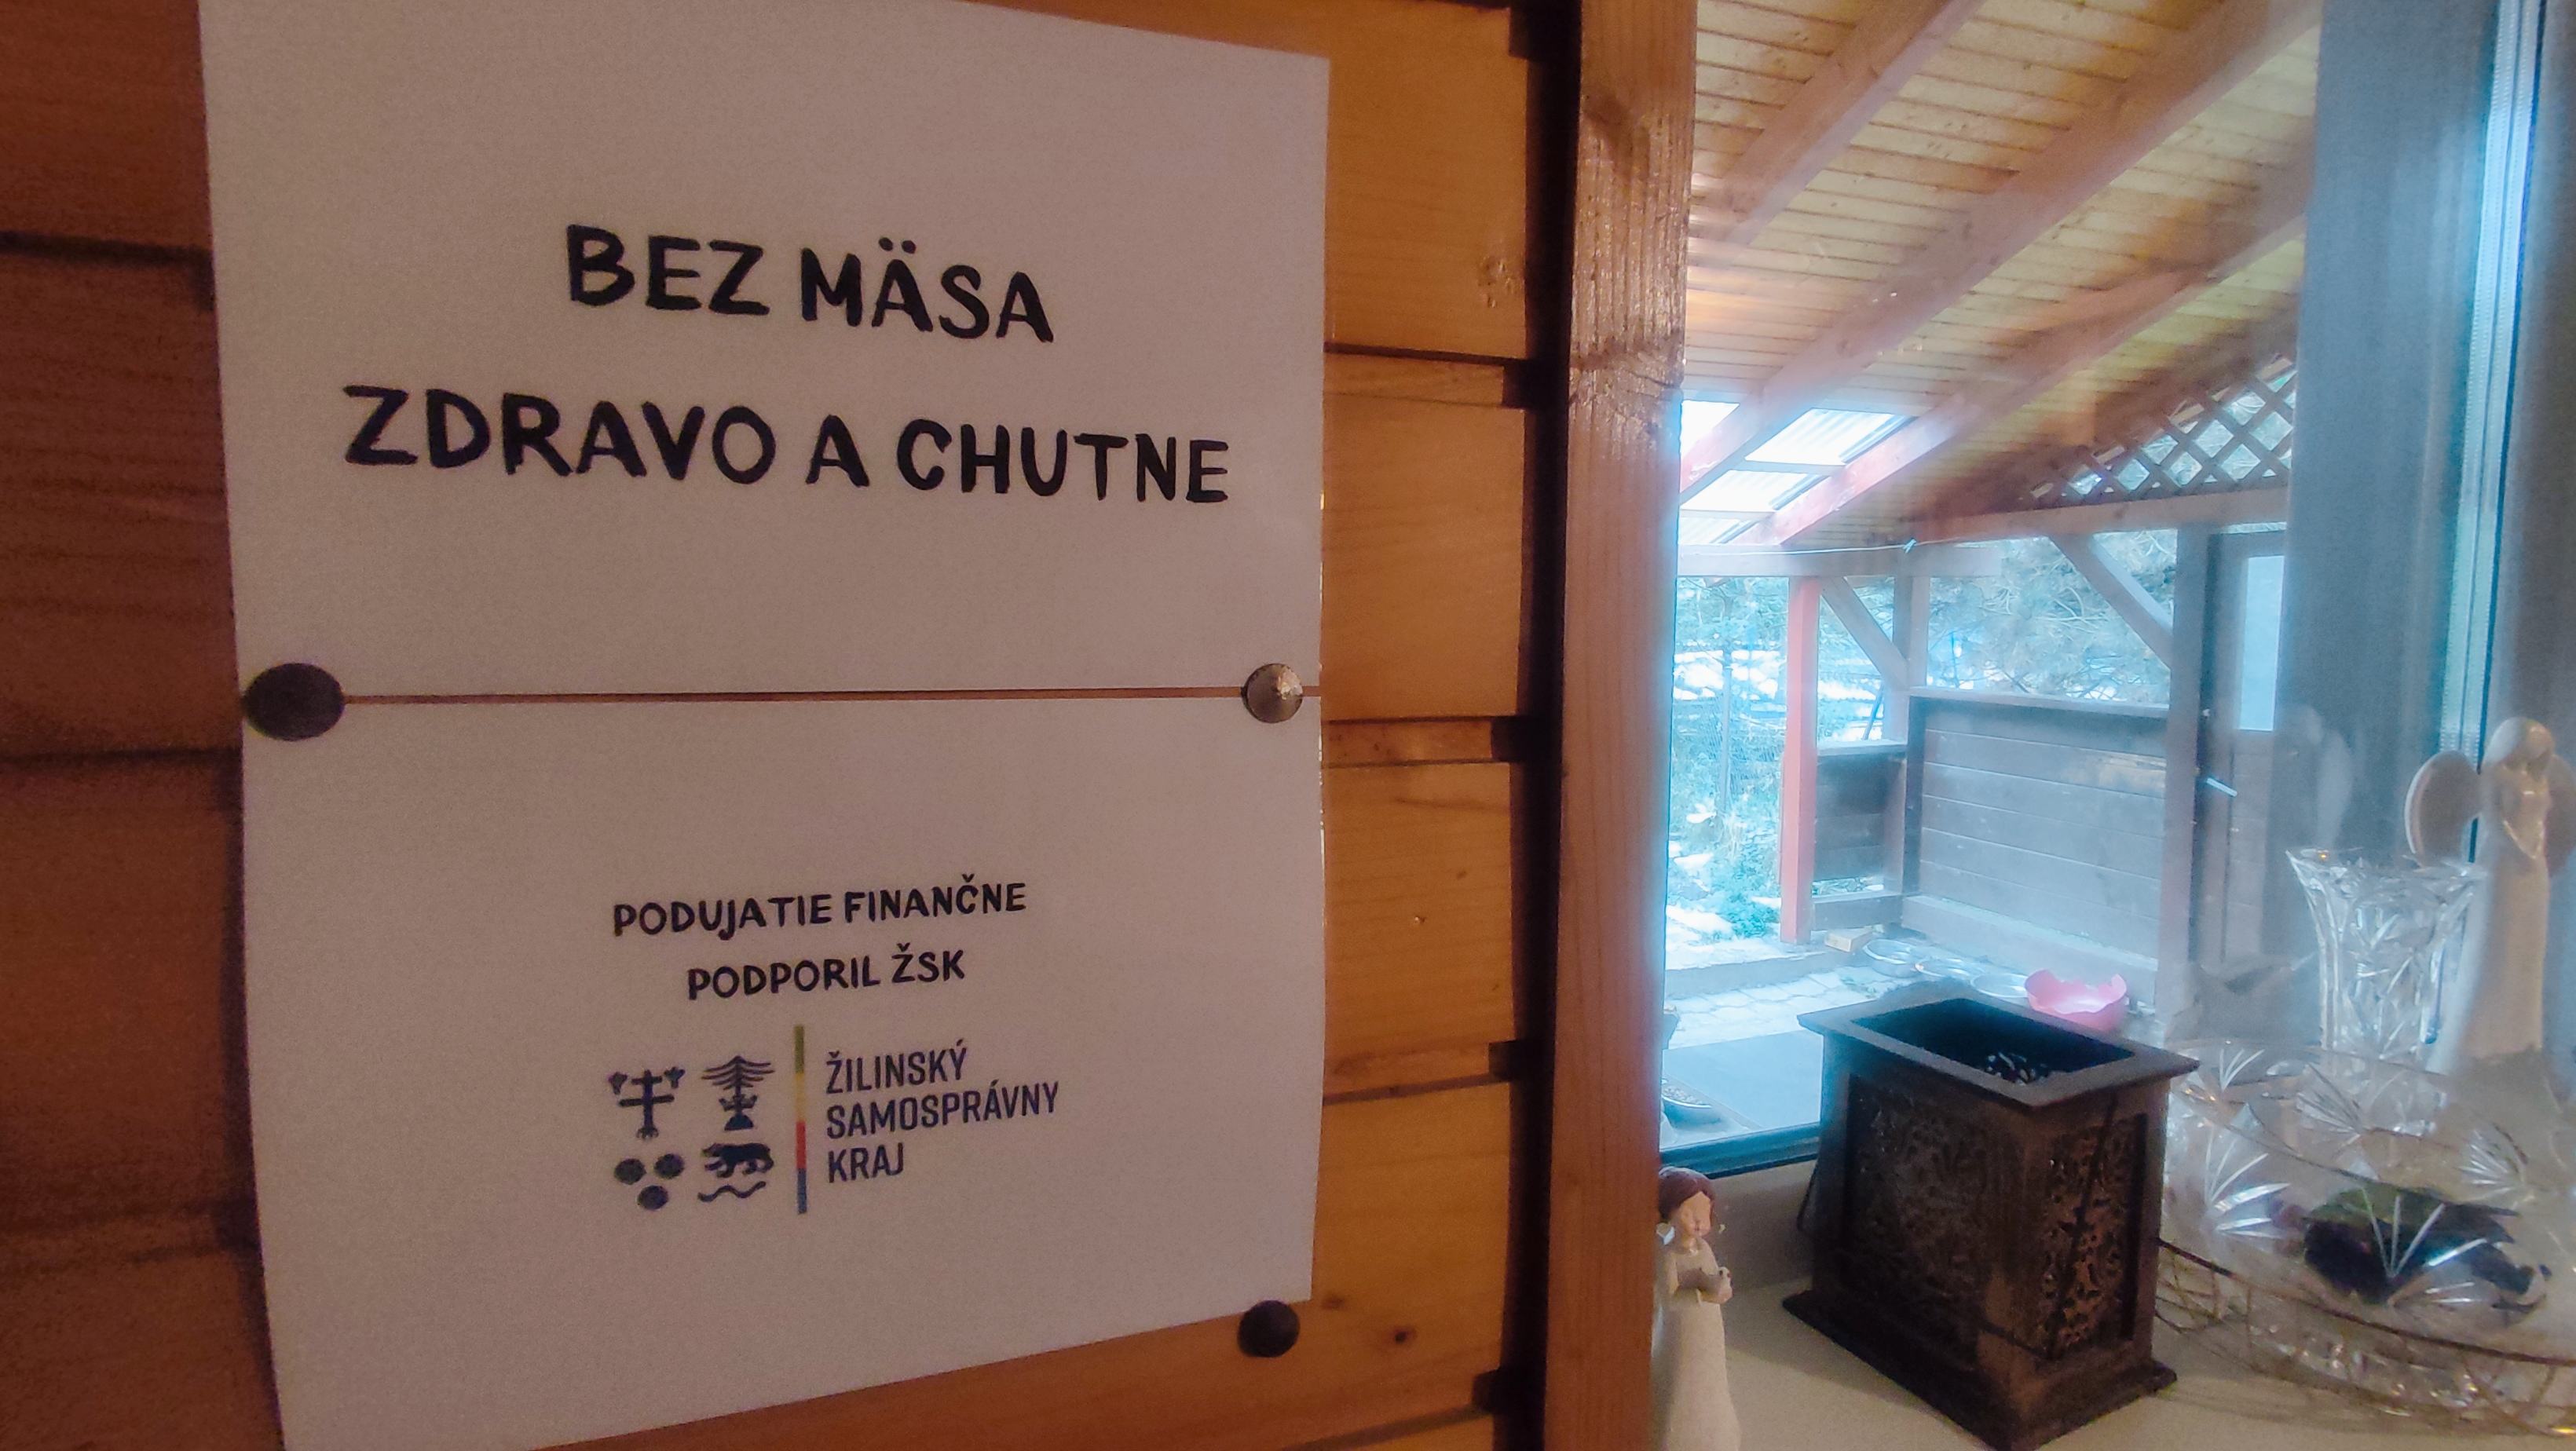 BEZ MÄSA
ZDRAVO A CHUTNE
PODUJATIE FINANČNE
PODPORIL ŽSK
ŽILINSKÝ
SAMOSPRÁVNY
KRAJ